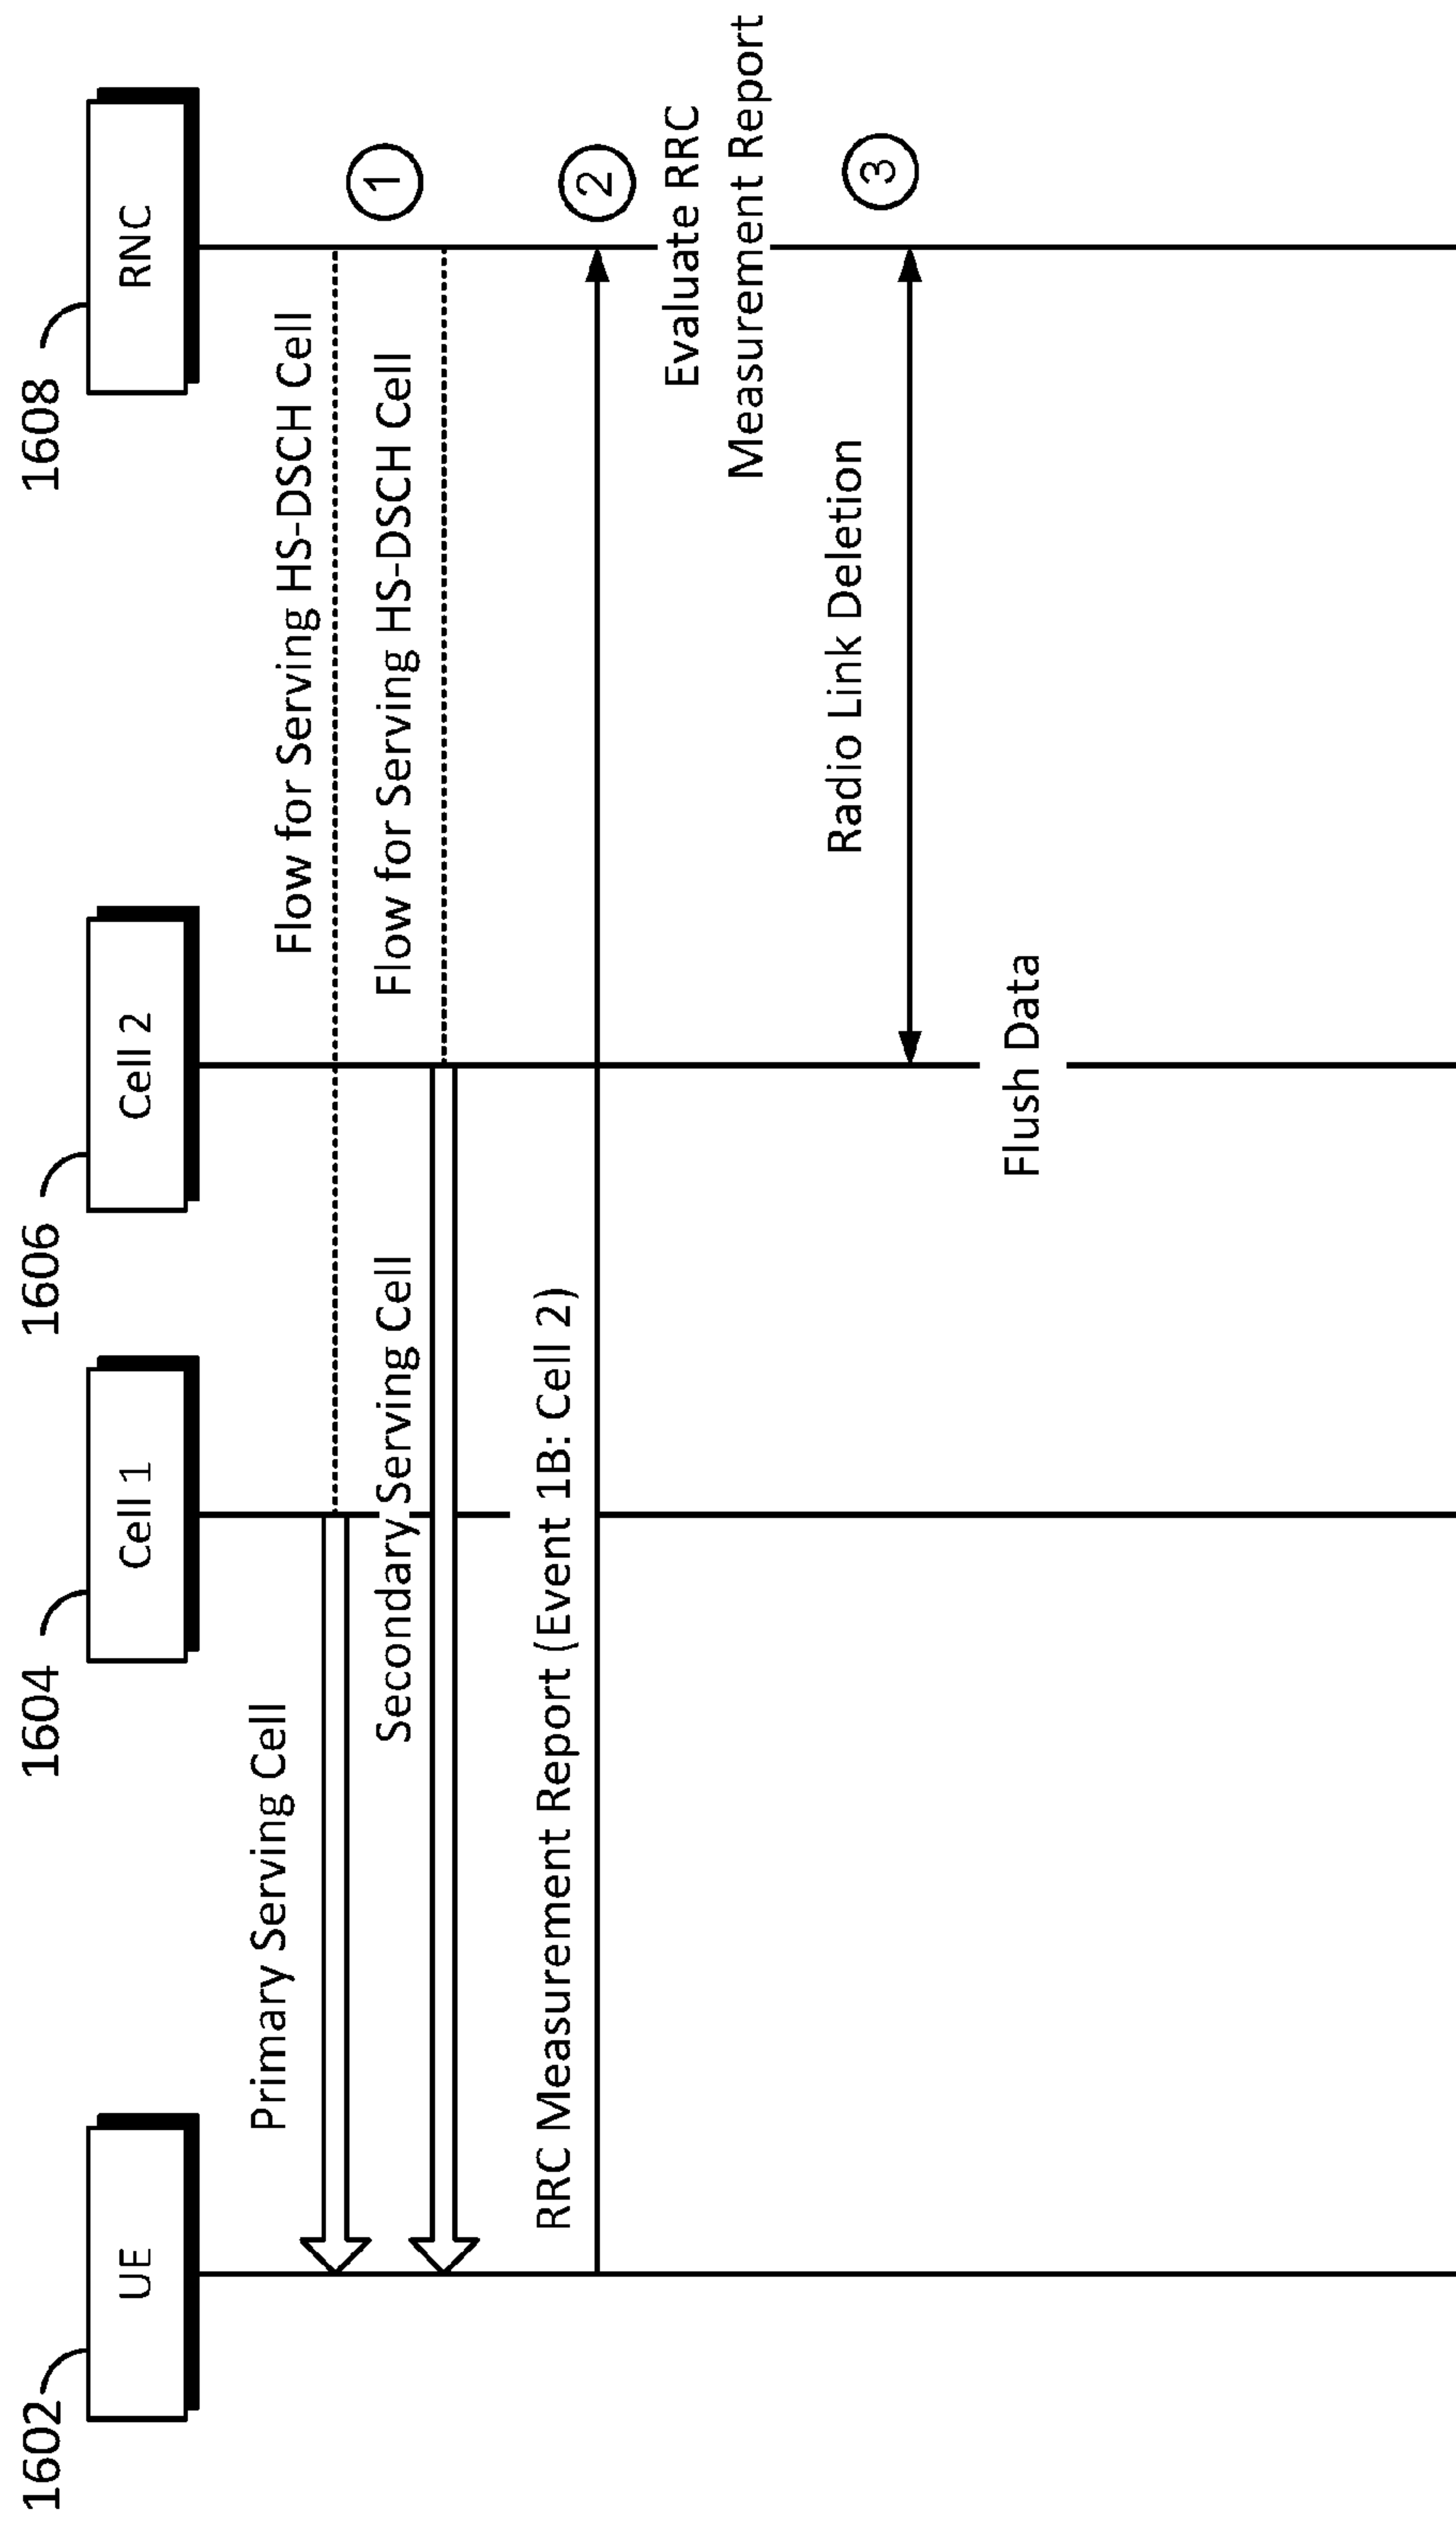 1602
1604
1606
1608
UE
Cell 1
Cell 2
RNC
Primary Serving Cell
Flow for Serving HS-DSCH Cell
1
Secondary Serving Cell
Flow for Serving HS-DSCH Cell
RRC Measurement Report (Event 1B: Cell 2)
2
Evaluate RRC
Measurement Report
Radio Link Deletion
3
Flush Data